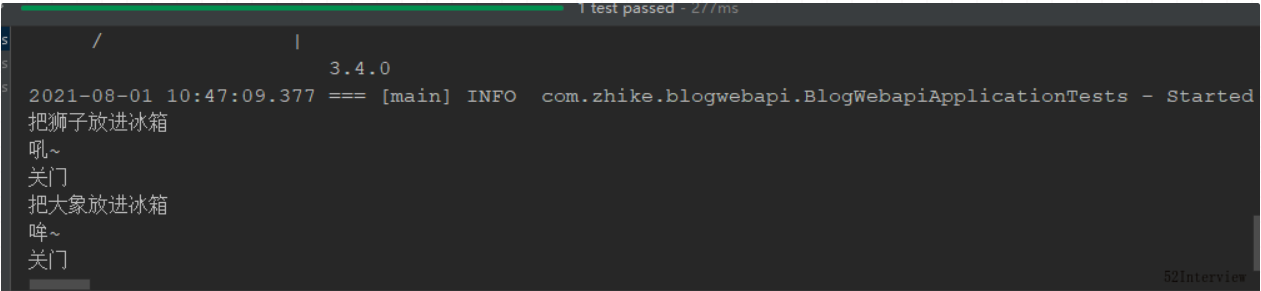 1 test passed - 277ms
/ |
3.4.0
2021-08-01 10:47:09.377 === [main] INFO com.zhike.blogwebapi.BlogWebapiApplicationTests - Started
把狮子放进冰箱
吼~
关门
把大象放进冰箱
哞~
关门
52Interview